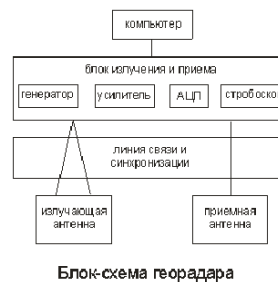 компьютер
блок излучения и приема
генератор усилитель АЦП стробоско
линия связи и
синхронизации
излучающая
антенна
приемная
антенна
Блок-схема георадара